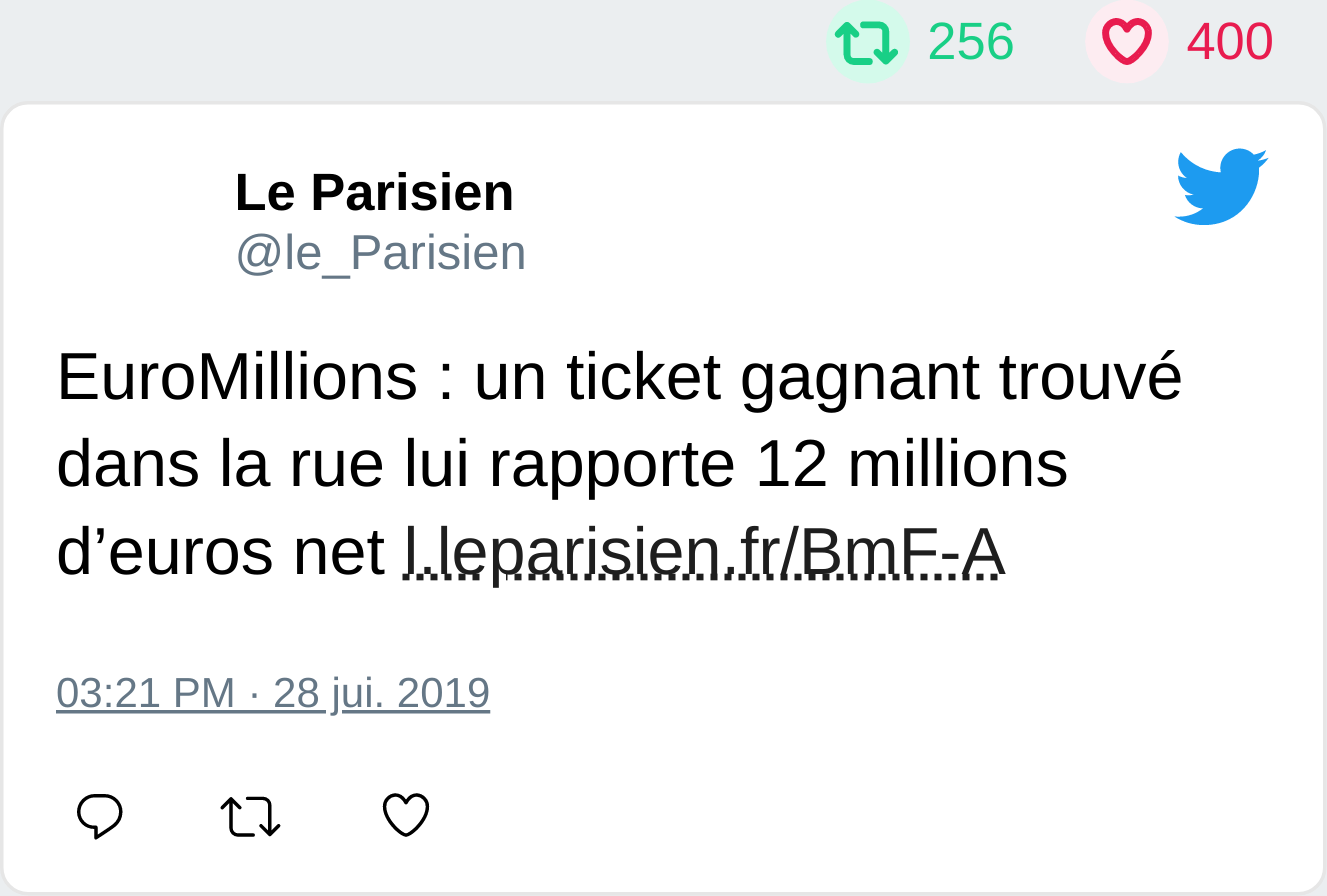 256 400
Le Parisien
@le_Parisien
EuroMillions : un ticket gagnant trouvé
dans la rue lui rapporte 12 millions
d’euros net l.leparisien.fr/BmF-A
03:21 PM · 28 jui. 2019